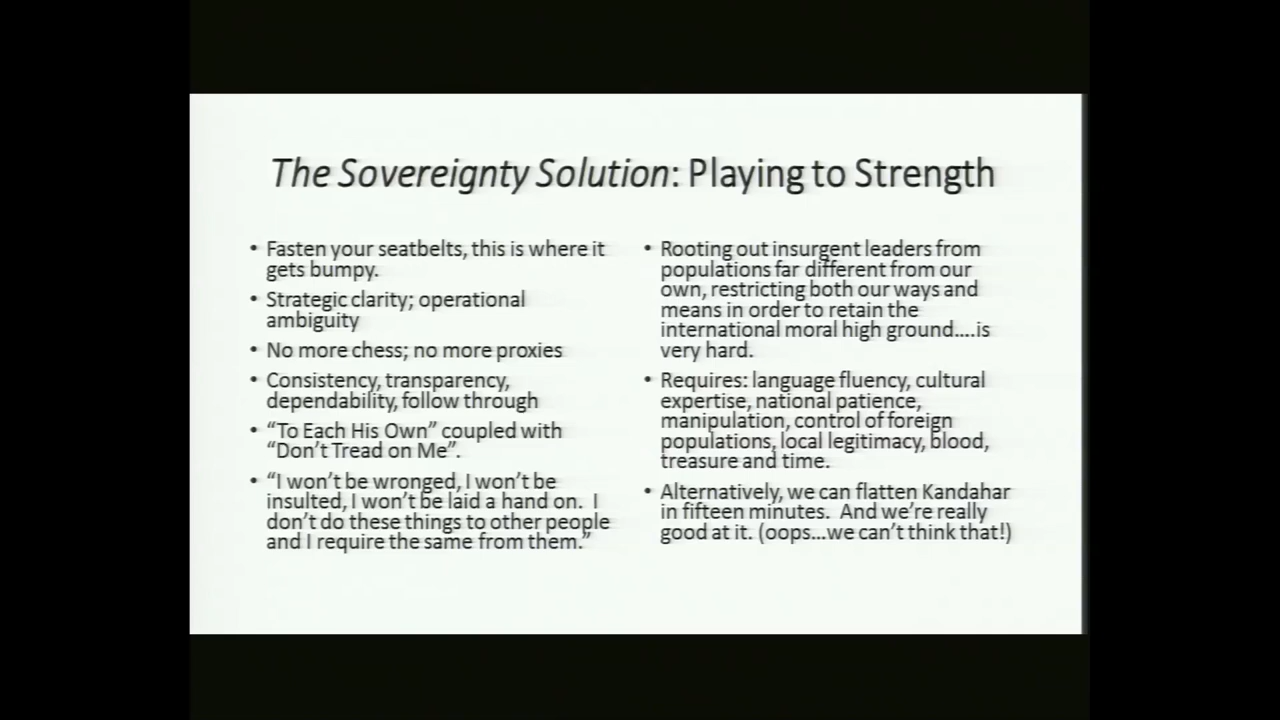 The Sovereignty Solution: Playing to Strength
• Fasten your seatbelts, this is where it
gets bumpy.
• Strategic clarity; operational
ambiguity
• No more chess; no more proxies
• Consistency, transparency,
dependability, follow through
• “To Each His Own” coupled with
“Don’t Tread on Me”.
• “I won’t be wronged, I won’t be
insulted, I won’t be laid a hand on.  I
don’t do these things to other people
and I require the same from them.”
• Rooting out insurgent leaders from
populations far different from our
own, restricting both our ways and
means in order to retain the
international moral high ground....is
very hard.
• Requires: language fluency, cultural
expertise, national patience,
manipulation, control of foreign
populations, local legitimacy, blood,
treasure and time.
• Alternatively, we can flatten Kandahar
in fifteen minutes.  And we’re really
good at it. (oops...we can’t think that!)